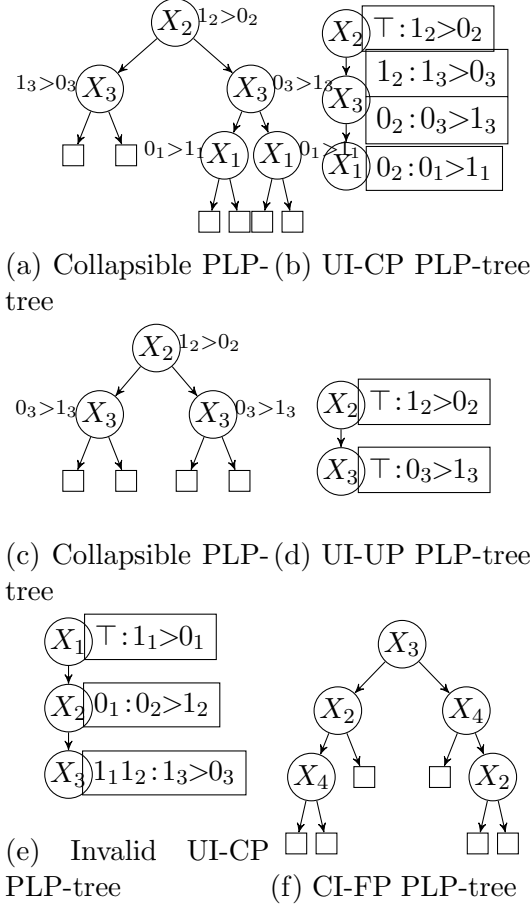 X₂ 1₂>0₂
1₃>0₃ X₃ X₃ 0₃>1₃
0₁>1₁ X₁ X₁ 0₁>1₁
X₂ ⊤:1₂>0₂
1₂:1₃>0₃
X₃
0₂:0₃>1₃
X₁ 0₂:0₁>1₁
(a) Collapsible PLP-
tree
(b) UI-CP PLP-tree
X₂ 1₂>0₂
0₃>1₃ X₃ X₃ 0₃>1₃
X₂ ⊤:1₂>0₂
X₃ ⊤:0₃>1₃
(c) Collapsible PLP-
tree
(d) UI-UP PLP-tree
X₁ ⊤:1₁>0₁
X₂ 0₁:0₂>1₂
X₃ 1₁1₂:1₃>0₃
(e) Invalid UI-CP
PLP-tree
X₃
X₂ X₄
X₄ X₂
(f) CI-FP PLP-tree